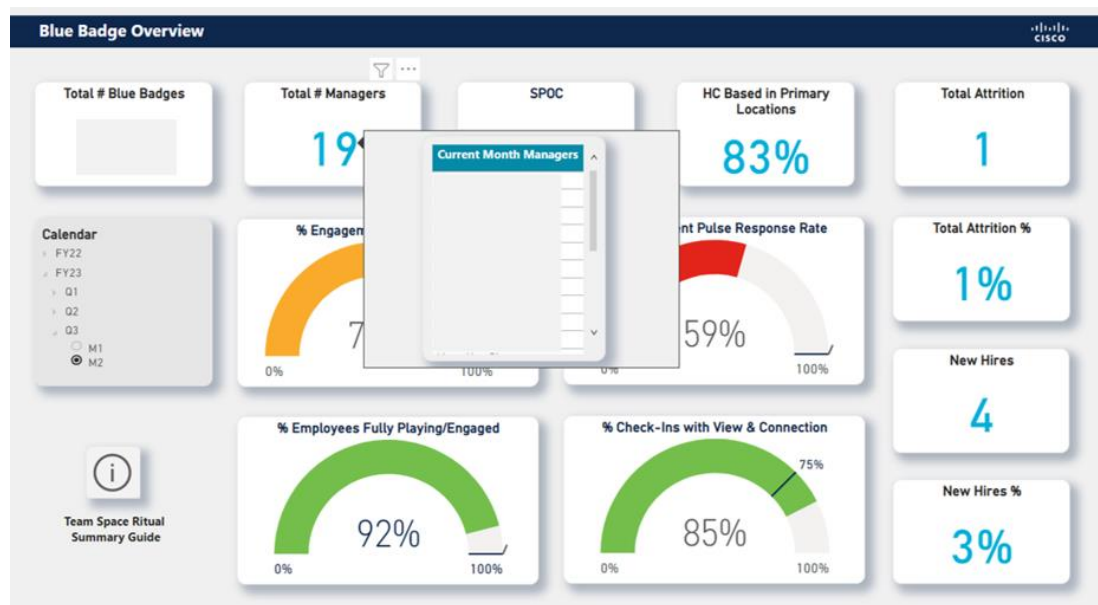 Blue Badge Overview
CISCO
Total # Blue Badges
Total # Managers
19
SPOC
HC Based in Primary
Locations
83%
Total Attrition
1
Current Month Managers
Calendar
FY22
FY23
Q1
Q2
Q3
M1
M2
% Engagem
7
0%
100%
nt Pulse Response Rate
59%
0%
100%
Total Attrition %
1%
New Hires
4
% Employees Fully Playing/Engaged
92%
0%
100%
% Check-Ins with View & Connection
75%
85%
0%
100%
New Hires %
3%
i
Team Space Ritual
Summary Guide